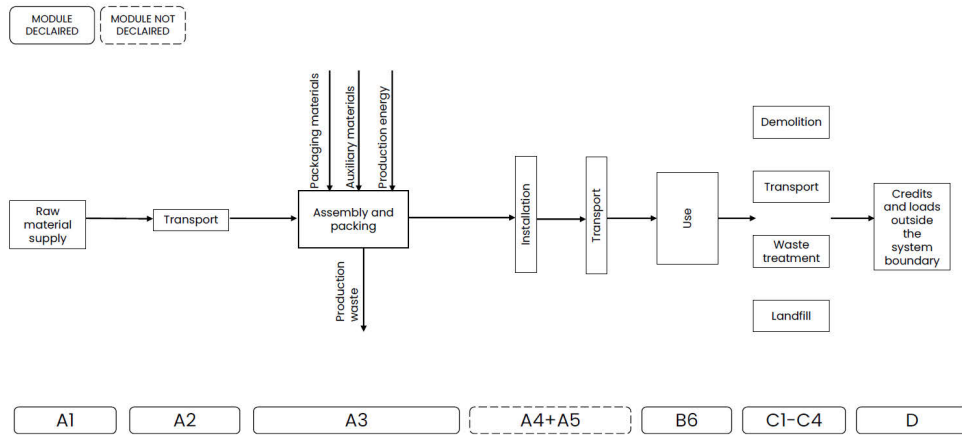 MODULE
DECLAIRED
MODULE NOT
DECLAIRED
Packaging materials
Auxiliary materials
Production energy
Raw
material
supply
Transport
Assembly and
packing
Production
waste
Installation
Transport
Use
Demolition
Transport
Waste
treatment
Landfill
Credits
and loads
outside
the
system
boundary
A1
A2
A3
A4+A5
B6
C1-C4
D